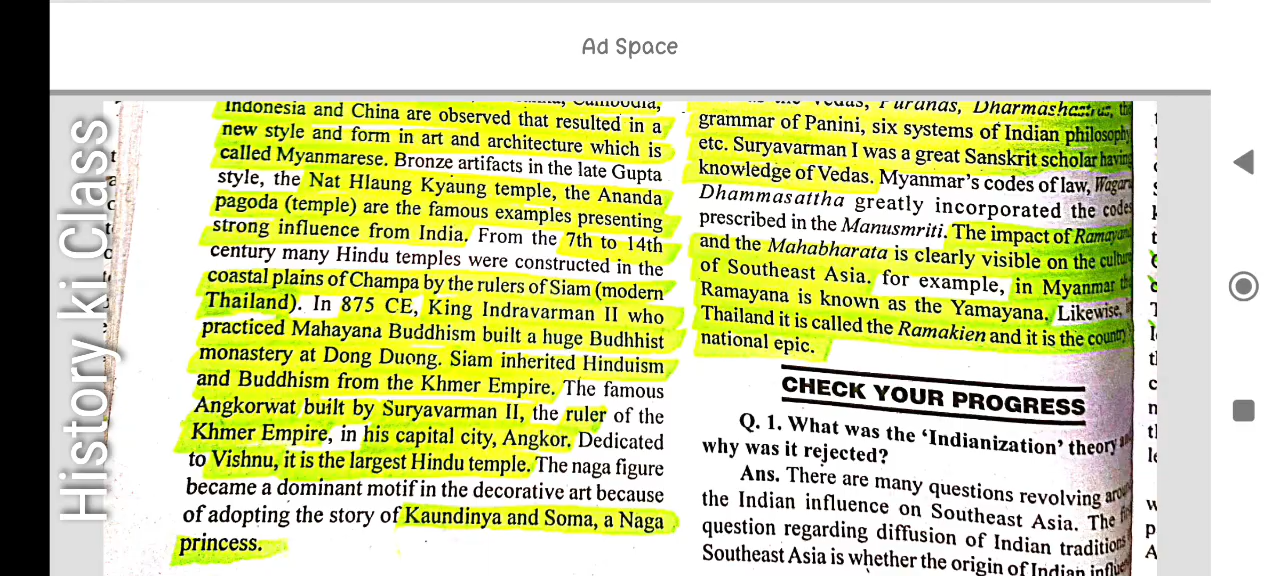 Ad Space
History ki Class
Indonesia and China are observed that resulted in a
new style and form in art and architecture which is
called Myanmarese. Bronze artifacts in the late Gupta
style, the Nat Hlaung Kyaung temple, the Ananda
pagoda (temple) are the famous examples presenting
strong influence from India. From the 7th to 14th
century many Hindu temples were constructed in the
coastal plains of Champa by the rulers of Siam (modern
Thailand). In 875 CE, King Indravarman II who
practiced Mahayana Buddhism built a huge Budhhist
monastery at Dong Duong. Siam inherited Hinduism
and Buddhism from the Khmer Empire. The famous
Angkorwat built by Suryavarman II, the ruler of the
Khmer Empire, in his capital city, Angkor. Dedicated
to Vishnu, it is the largest Hindu temple. The naga figure
became a dominant motif in the decorative art because
of adopting the story of Kaundinya and Soma, a Naga
princess.
the Vedas, Puranas, Dharmashastras, the
grammar of Panini, six systems of Indian philosophy
etc. Suryavarman I was a great Sanskrit scholar having
knowledge of Vedas. Myanmar's codes of law, Wagaru
Dhammasattha greatly incorporated the codes
prescribed in the Manusmriti. The impact of Ramayana
and the Mahabharata is clearly visible on the culture
of Southeast Asia. for example, in Myanmar the
Ramayana is known as the Yamayana. Likewise,
Thailand it is called the Ramakien and it is the country
national epic.
CHECK YOUR PROGRESS
Q. 1. What was the 'Indianization' theory
why was it rejected?
Ans. There are many questions revolving
the Indian influence on Southeast Asia. The
question regarding diffusion of Indian traditions
Southeast Asia is whether the origin of Indian